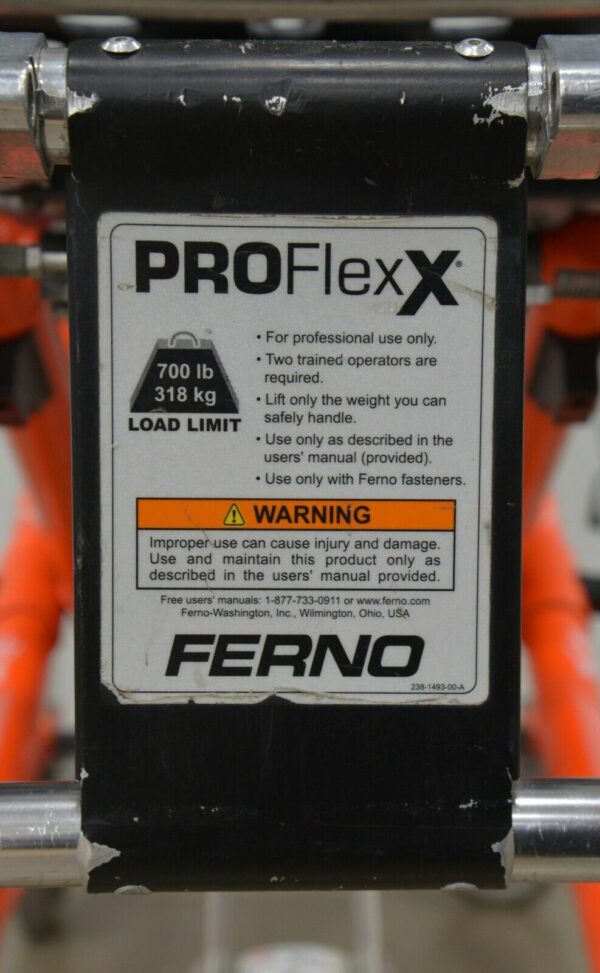 PROFlexX®
700 lb
318 kg
LOAD LIMIT
• For professional use only.
• Two trained operators are
required.
• Lift only the weight you can
safely handle.
• Use only as described in the
users' manual (provided).
• Use only with Ferno fasteners.
⚠ WARNING
Improper use can cause injury and damage.
Use and maintain this product only as
described in the users' manual provided.
Free users' manuals: 1-877-733-0911 or www.ferno.com
Ferno-Washington, Inc., Wilmington, Ohio, USA
FERNO
238-1493-00-A